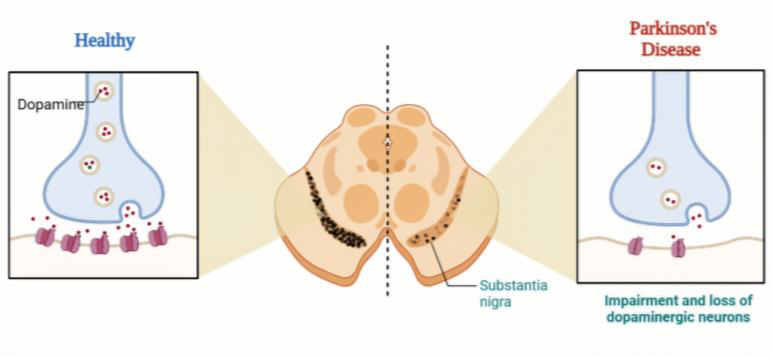 Healthy
Parkinson's
Disease
Dopamine
Substantia
nigra
Impairment and loss of
dopaminergic neurons